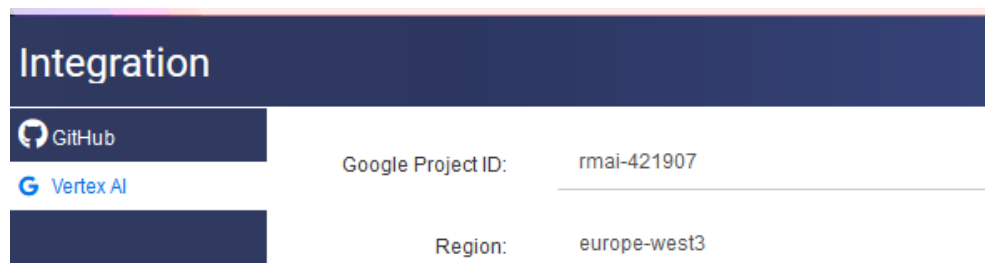 Integration
GitHub
Vertex AI
Google Project ID: rmai-421907
Region: europe-west3